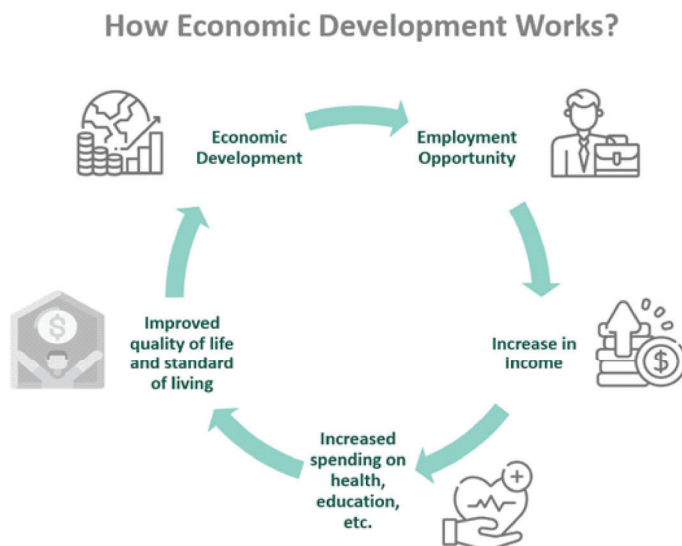 How Economic Development Works?
Economic
Development
Employment
Opportunity
Increase in
Income
Increased
spending on
health,
education,
etc.
Improved
quality of life
and standard
of living